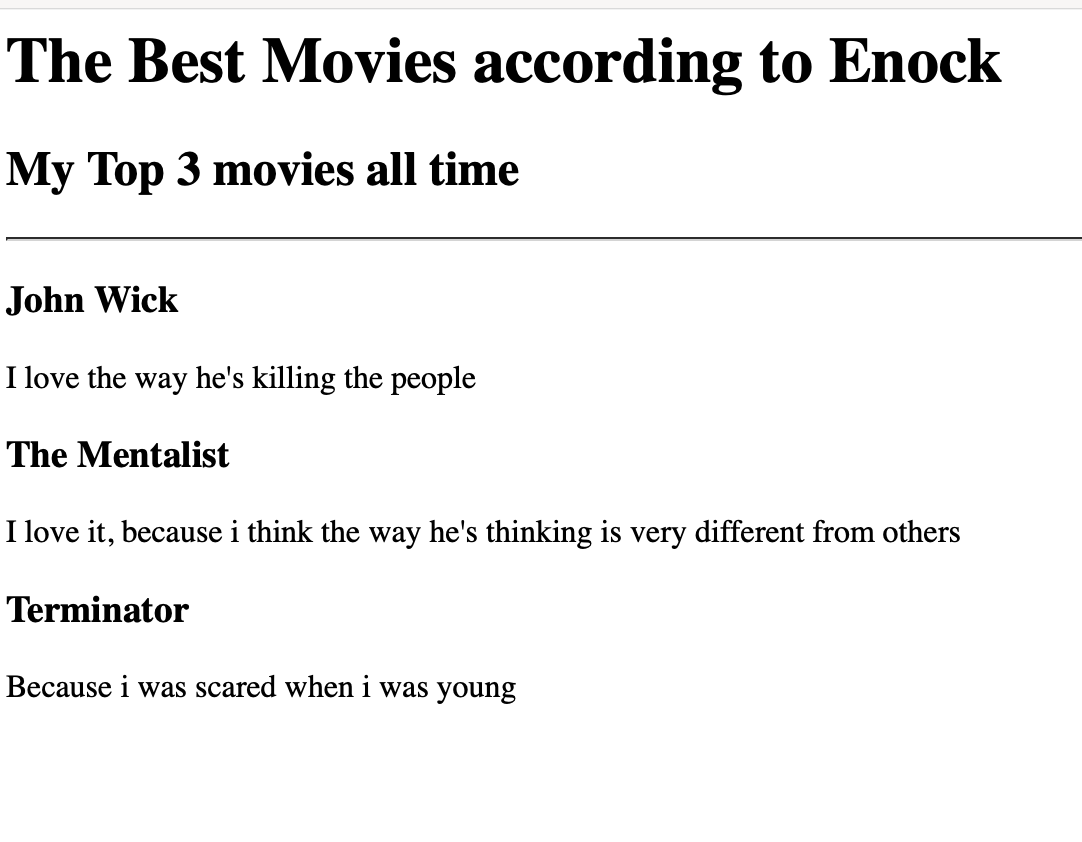 The Best Movies according to Enock
My Top 3 movies all time
John Wick
I love the way he's killing the people
The Mentalist
I love it, because i think the way he's thinking is very different from others
Terminator
Because i was scared when i was young